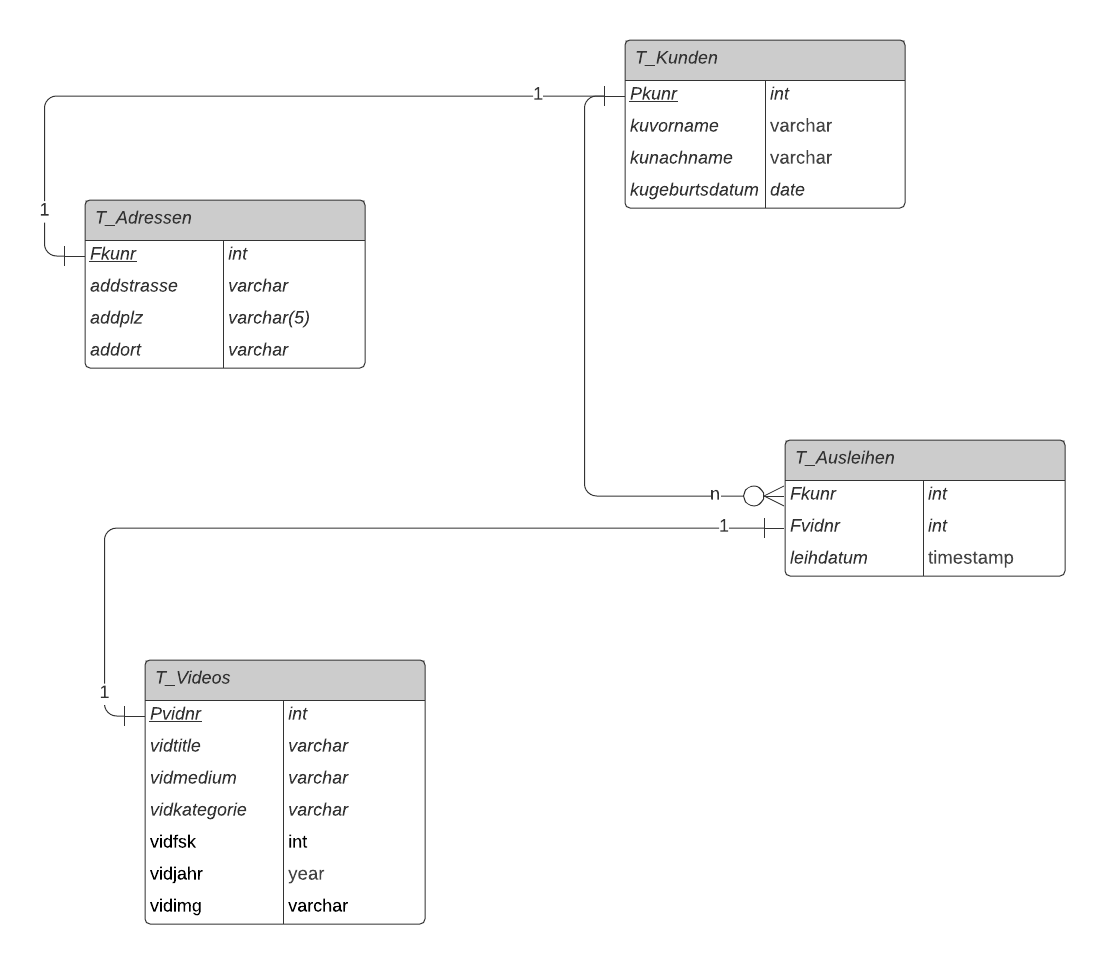 T_Kunden
Pkunr int
kuvorname varchar
kunachname varchar
kugeburtsdatum date
1
1
T_Adressen
Fkunr int
addstrasse varchar
addplz varchar(5)
addort varchar
T_Ausleihen
Fkunr int
Fvidnr int
leihdatum timestamp
n
1
1
T_Videos
Pvidnr int
vidtitle varchar
vidmedium varchar
vidkategorie varchar
vidfsk int
vidjahr year
vidimg varchar